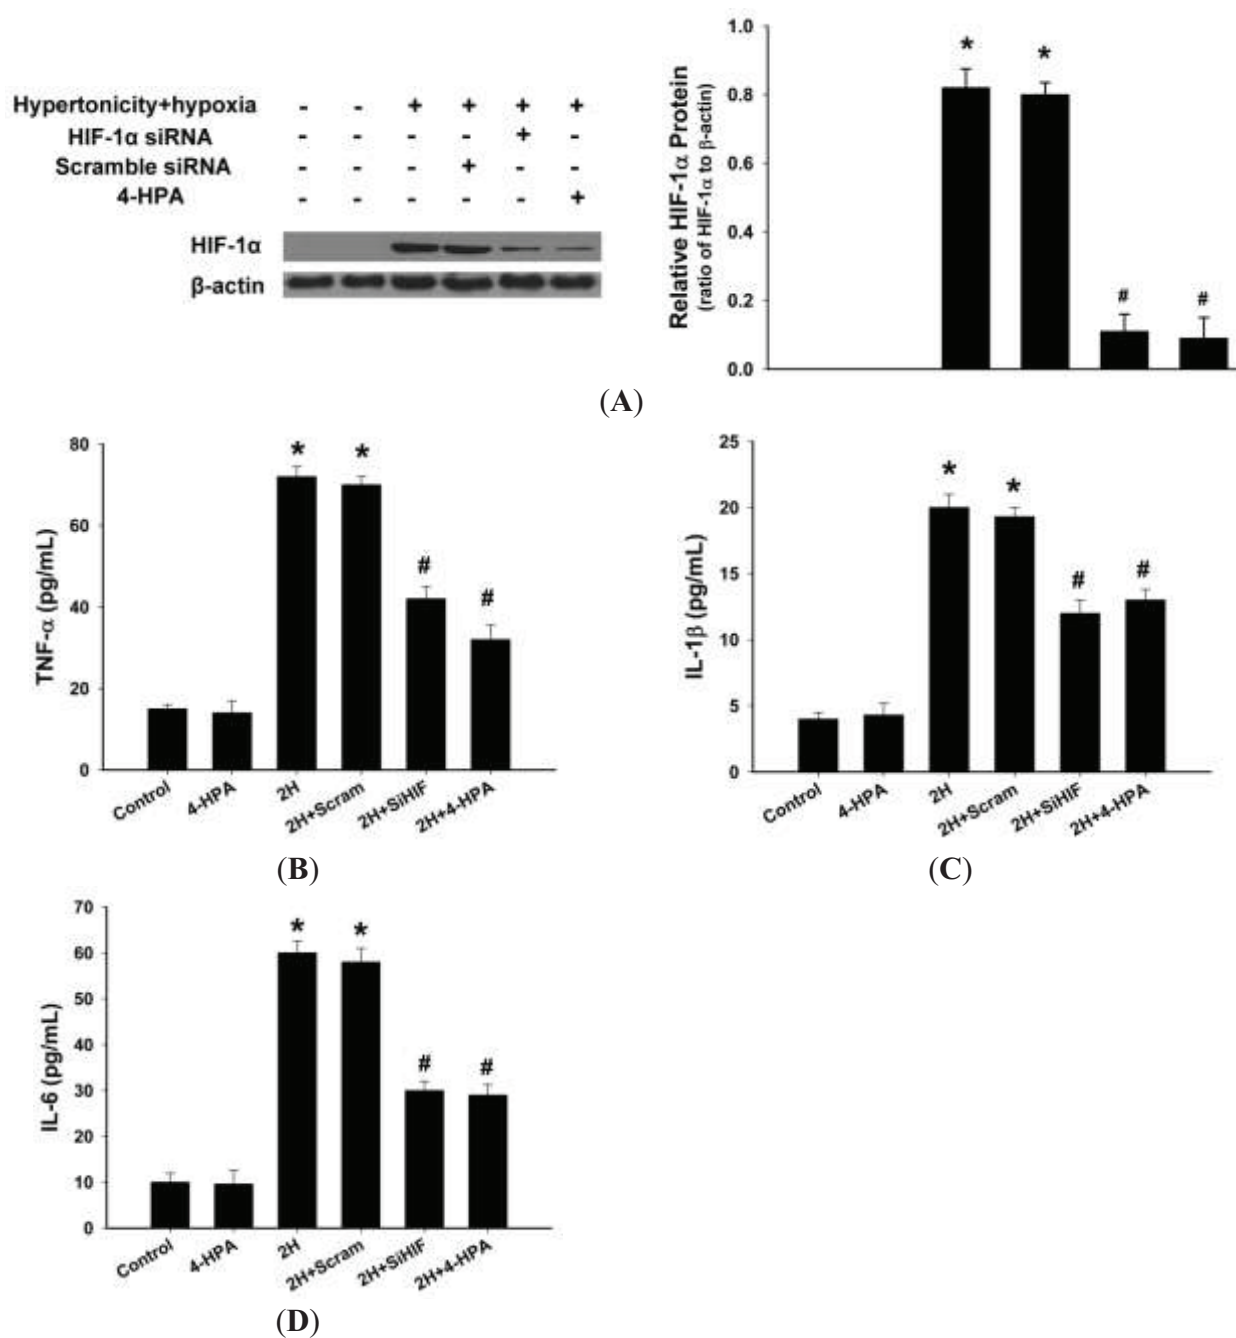 Hypertonicity+hypoxia - - + + + +
HIF-1α siRNA - - - - + -
Scramble siRNA - - - + - -
4-HPA - - - - - +
HIF-1α
β-actin
Relative HIF-1α Protein
(ratio of HIF-1α to β-actin)
1.0
0.8
0.6
0.4
0.2
0.0
* * # #
(A)
TNF-α (pg/mL)
80
60
40
20
0
* * # #
Control 4-HPA 2H 2H+Scram 2H+SiHIF 2H+4-HPA
(B)
IL-1β (pg/mL)
25
20
15
10
5
0
* * # #
Control 4-HPA 2H 2H+Scram 2H+SiHIF 2H+4-HPA
(C)
IL-6 (pg/mL)
70
60
50
40
30
20
10
0
* * # #
Control 4-HPA 2H 2H+Scram 2H+SiHIF 2H+4-HPA
(D)